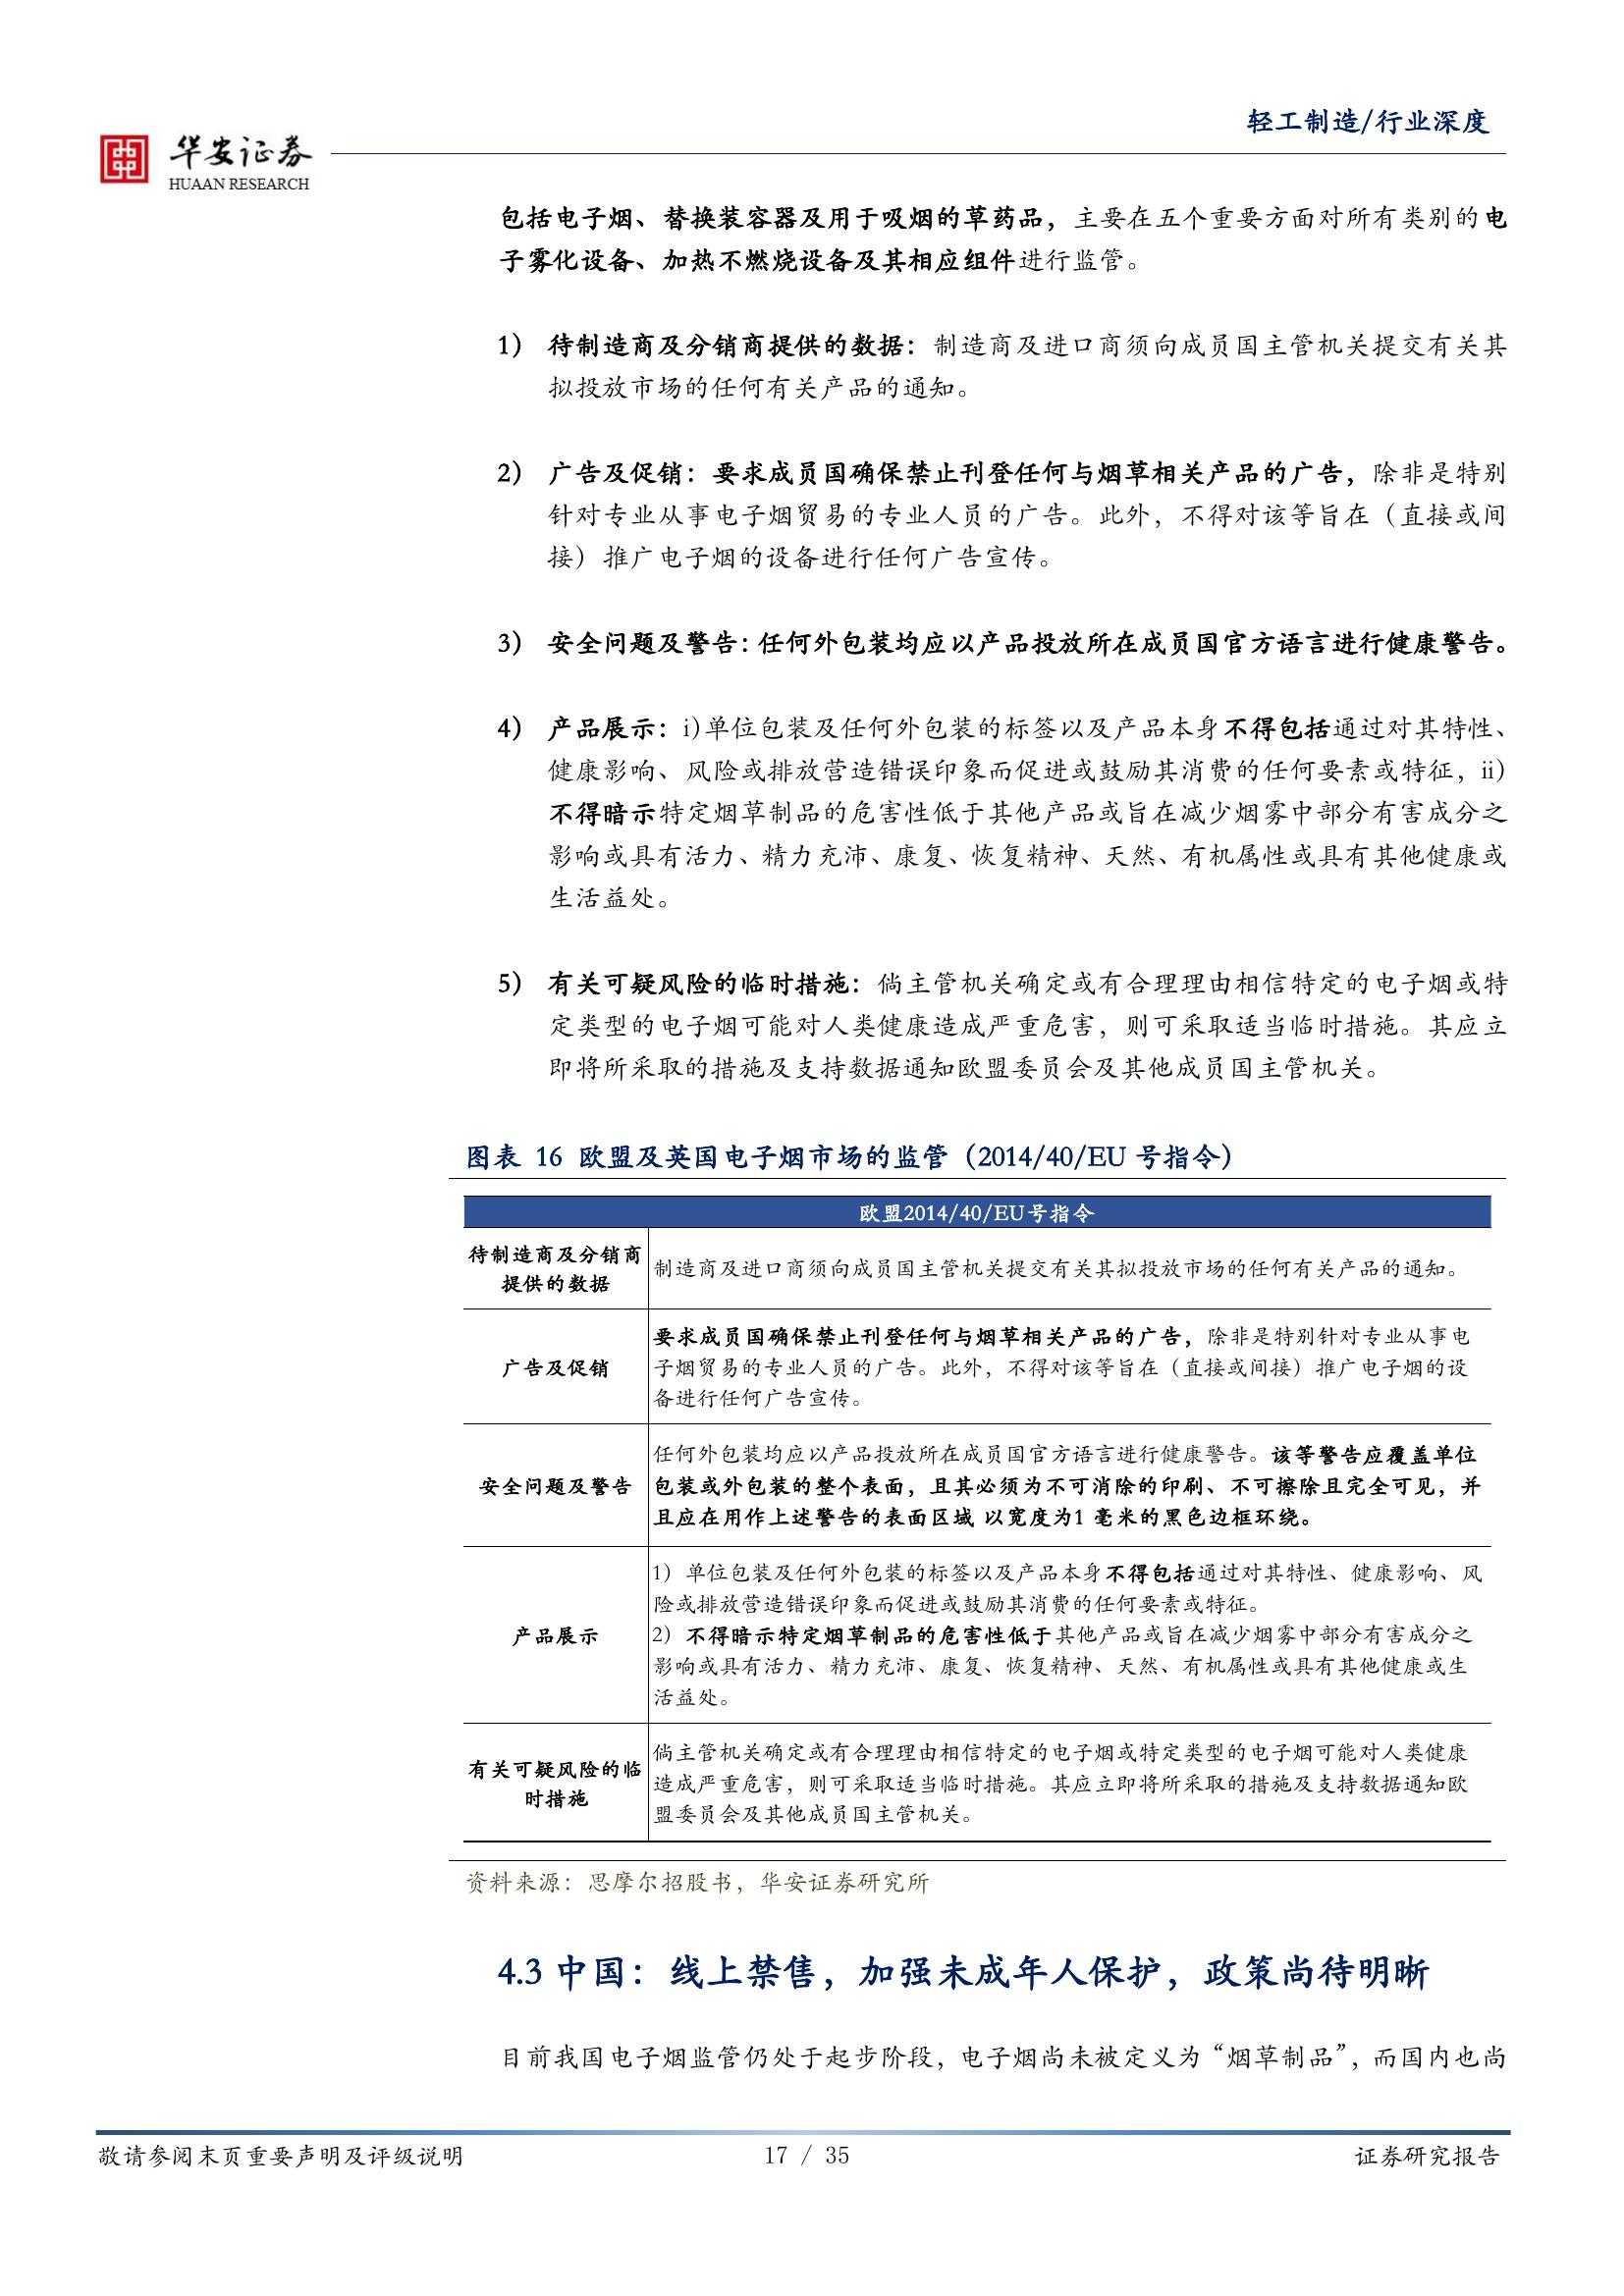 轻工制造/行业深度
华安证券
HUAAN RESEARCH
包括电子烟、替换装容器及用于吸烟的草药品，主要在五个重要方面对所有类别的电
子雾化设备、加热不燃烧设备及其相应组件进行监管。
1） 待制造商及分销商提供的数据：制造商及进口商须向成员国主管机关提交有关其
拟投放市场的任何有关产品的通知。
2） 广告及促销：要求成员国确保禁止刊登任何与烟草相关产品的广告，除非是特别
针对专业从事电子烟贸易的专业人员的广告。此外，不得对该等旨在（直接或间
接）推广电子烟的设备进行任何广告宣传。
3） 安全问题及警告：任何外包装均应以产品投放所在成员国官方语言进行健康警告。
4） 产品展示：i)单位包装及任何外包装的标签以及产品本身不得包括通过对其特性、
健康影响、风险或排放营造错误印象而促进或鼓励其消费的任何要素或特征，ii)
不得暗示特定烟草制品的危害性低于其他产品或旨在减少烟雾中部分有害成分之
影响或具有活力、精力充沛、康复、恢复精神、天然、有机属性或具有其他健康或
生活益处。
5） 有关可疑风险的临时措施：倘主管机关确定或有合理理由相信特定的电子烟或特
定类型的电子烟可能对人类健康造成严重危害，则可采取适当临时措施。其应立
即将所采取的措施及支持数据通知欧盟委员会及其他成员国主管机关。
图表 16 欧盟及英国电子烟市场的监管（2014/40/EU 号指令）
欧盟2014/40/EU号指令
待制造商及分销商
提供的数据
制造商及进口商须向成员国主管机关提交有关其拟投放市场的任何有关产品的通知。
广告及促销
要求成员国确保禁止刊登任何与烟草相关产品的广告，除非是特别针对专业从事电
子烟贸易的专业人员的广告。此外，不得对该等旨在（直接或间接）推广电子烟的设
备进行任何广告宣传。
安全问题及警告
任何外包装均应以产品投放所在成员国官方语言进行健康警告。该等警告应覆盖单位
包装或外包装的整个表面，且其必须为不可消除的印刷、不可擦除且完全可见，并
且应在用作上述警告的表面区域 以宽度为1 毫米的黑色边框环绕。
产品展示
1）单位包装及任何外包装的标签以及产品本身不得包括通过对其特性、健康影响、风
险或排放营造错误印象而促进或鼓励其消费的任何要素或特征。
2）不得暗示特定烟草制品的危害性低于其他产品或旨在减少烟雾中部分有害成分之
影响或具有活力、精力充沛、康复、恢复精神、天然、有机属性或具有其他健康或生
活益处。
有关可疑风险的临
时措施
倘主管机关确定或有合理理由相信特定的电子烟或特定类型的电子烟可能对人类健康
造成严重危害，则可采取适当临时措施。其应立即将所采取的措施及支持数据通知欧
盟委员会及其他成员国主管机关。
资料来源：思摩尔招股书，华安证券研究所
4.3 中国：线上禁售，加强未成年人保护，政策尚待明晰
目前我国电子烟监管仍处于起步阶段，电子烟尚未被定义为“烟草制品”，而国内也尚
敬请参阅末页重要声明及评级说明
17 / 35
证券研究报告